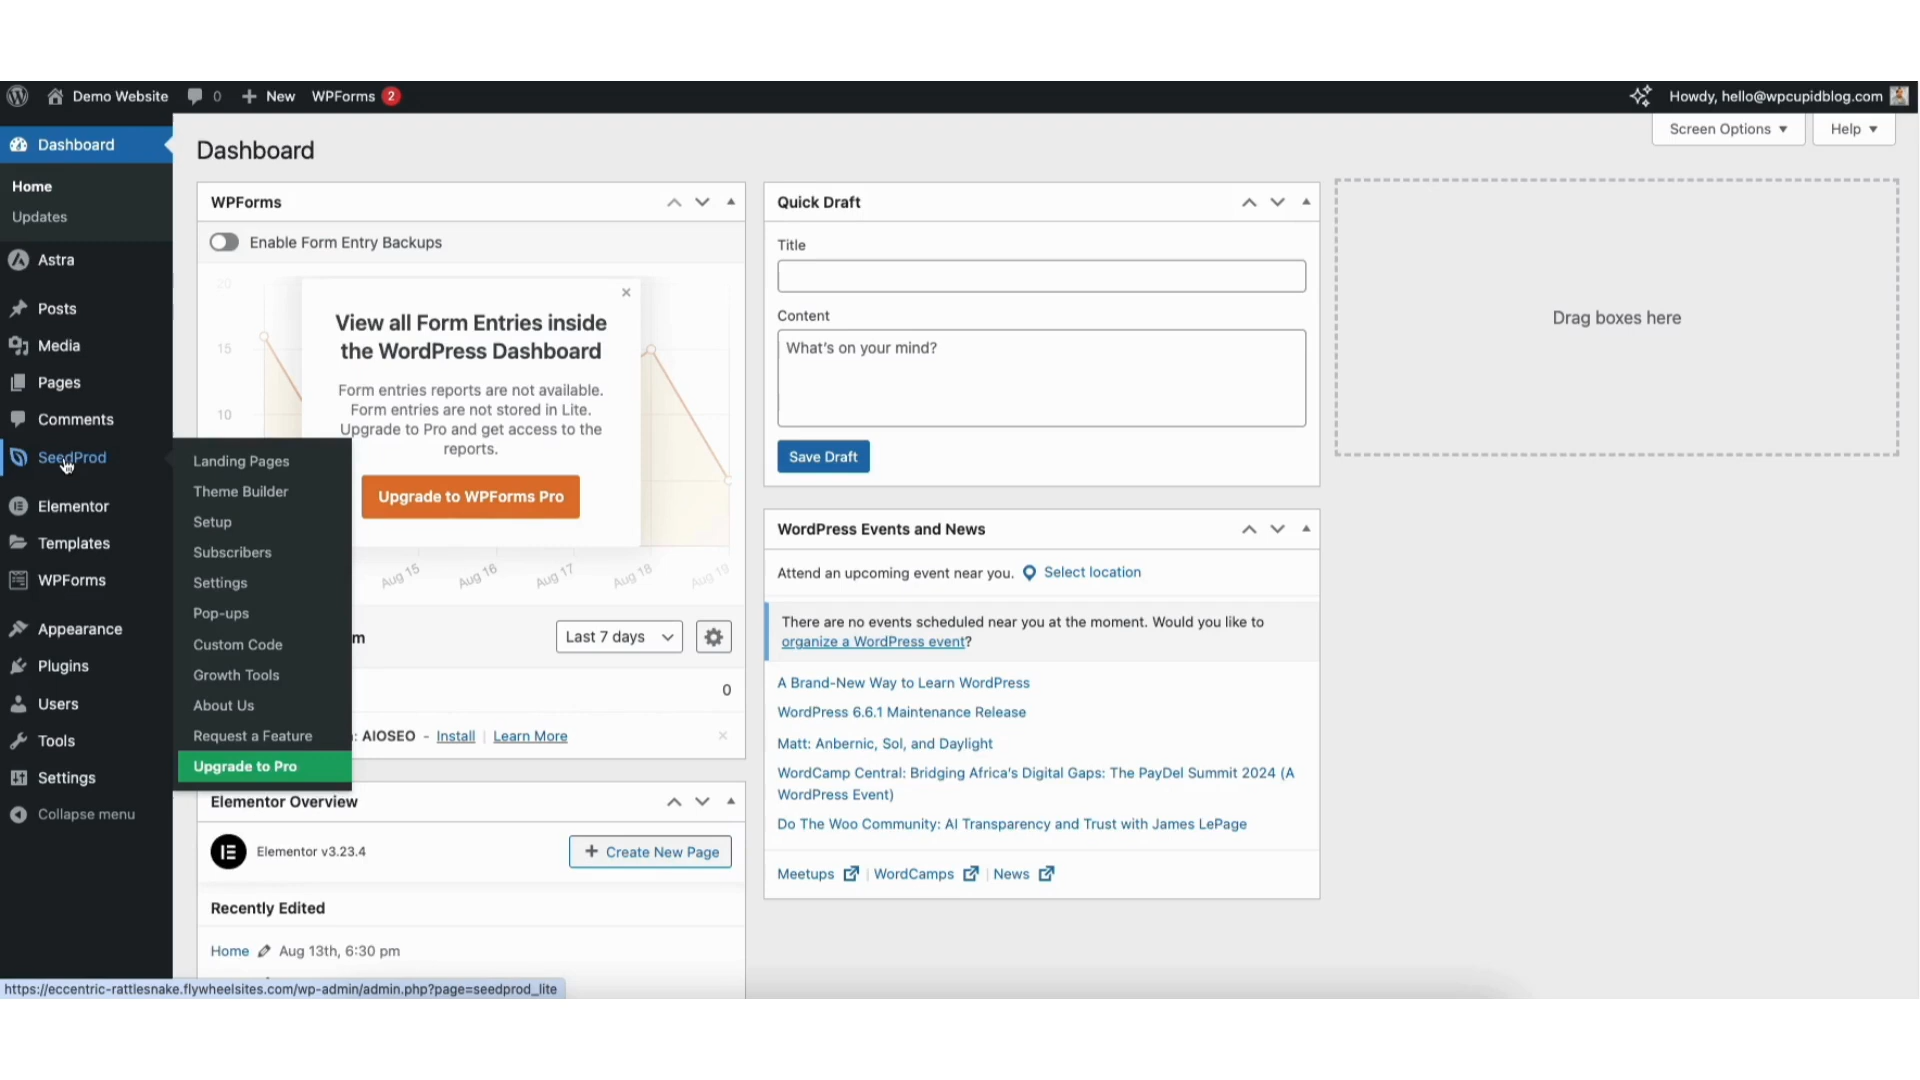 Demo Website
0
New
WPForms 2
Howdy, hello@wpcupidblog.com
Screen Options
Help
Dashboard
Home
Updates
Astra
Posts
Media
Pages
Comments
SeedProd
Elementor
Templates
WPForms
Appearance
Plugins
Users
Tools
Settings
Collapse menu
Landing Pages
Theme Builder
Setup
Subscribers
Settings
Pop-ups
Custom Code
Growth Tools
About Us
Request a Feature
Upgrade to Pro
Dashboard
WPForms
Enable Form Entry Backups
20
15
10
View all Form Entries inside
the WordPress Dashboard
Form entries reports are not available.
Form entries are not stored in Lite.
Upgrade to Pro and get access to the
reports.
Upgrade to WPForms Pro
Aug 15
Aug 16
Aug 17
Aug 18
Aug 19
m
Last 7 days
0
: AIOSEO - Install | Learn More
Elementor Overview
Elementor v3.23.4
Create New Page
Recently Edited
Home Aug 13th, 6:30 pm
Quick Draft
Title
Content
What's on your mind?
Save Draft
WordPress Events and News
Attend an upcoming event near you. Select location
There are no events scheduled near you at the moment. Would you like to
organize a WordPress event?
A Brand-New Way to Learn WordPress
WordPress 6.6.1 Maintenance Release
Matt: Anbernic, Sol, and Daylight
WordCamp Central: Bridging Africa's Digital Gaps: The PayDel Summit 2024 (A
WordPress Event)
Do The Woo Community: AI Transparency and Trust with James LePage
Meetups | WordCamps | News
Drag boxes here
https://eccentric-rattlesnake.flywheelsites.com/wp-admin/admin.php?page=seedprod_lite